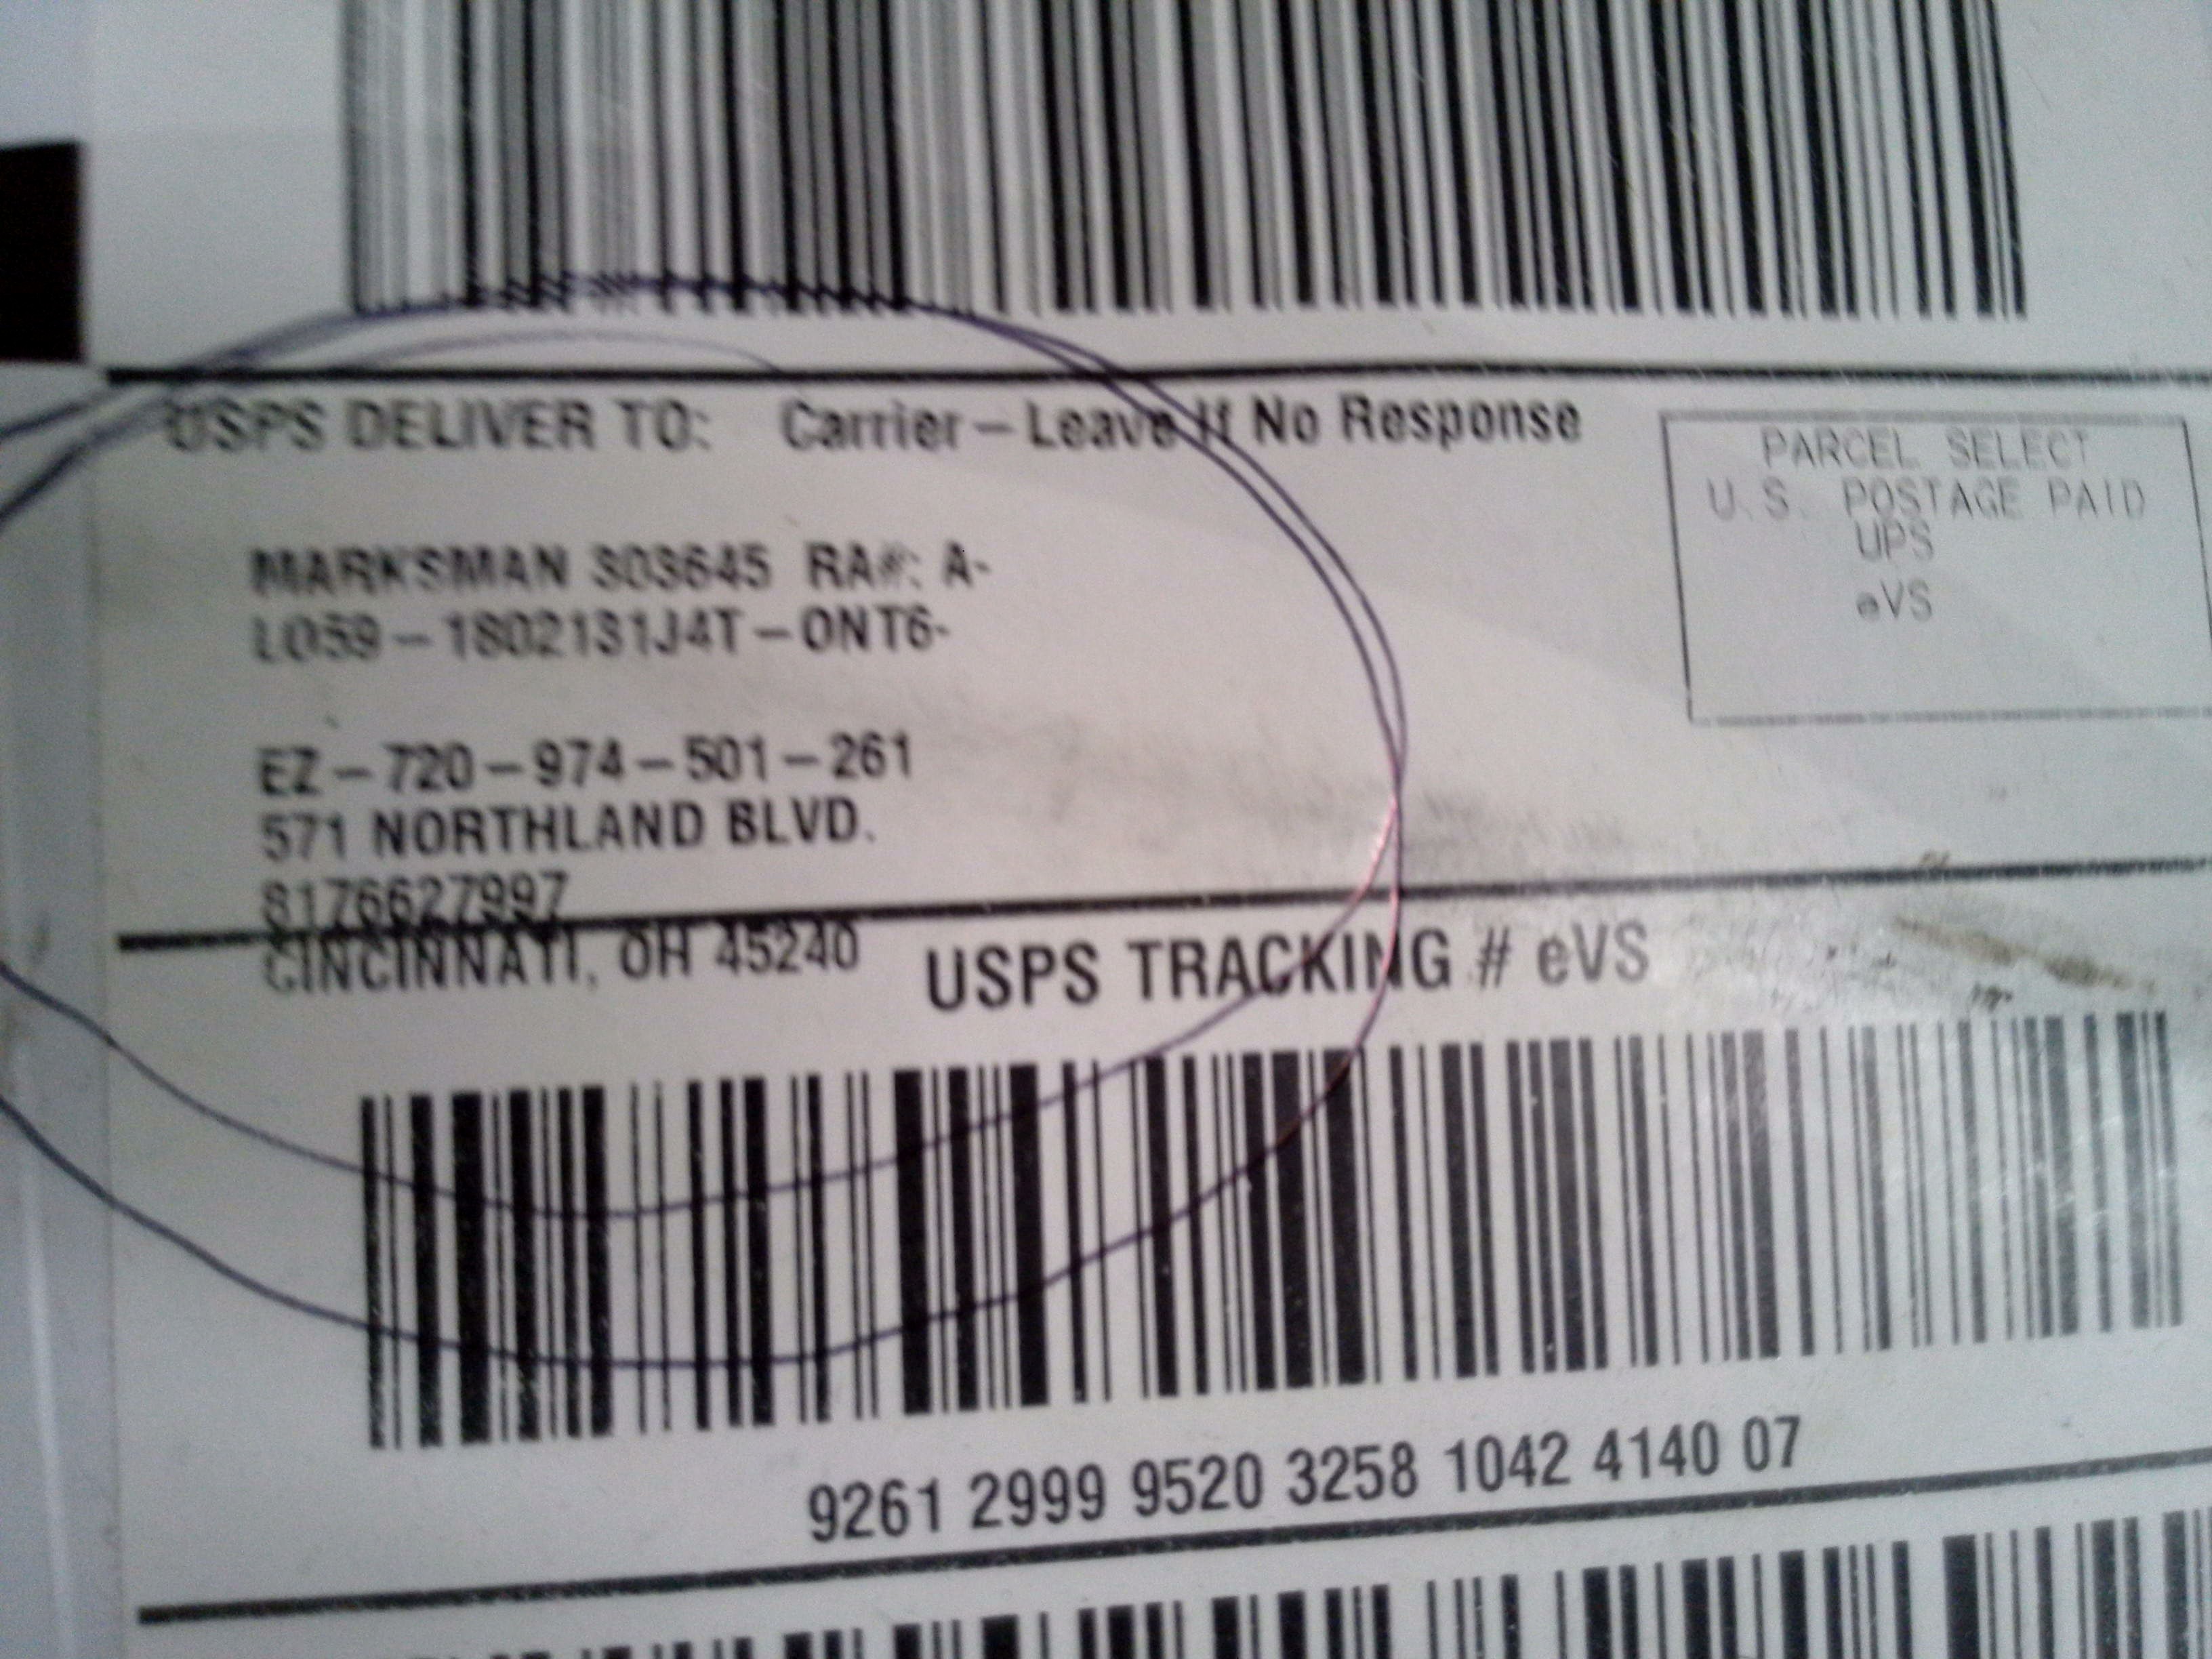 USPS DELIVER TO: Carrier – Leave If No Response
PARCEL SELECT
U.S. POSTAGE PAID
UPS
eVS
MARKSMAN 303645 RA#: A-
LO59 – 1802131J4T – ONT6-
EZ – 720 – 974 – 501 – 261
571 NORTHLAND BLVD.
8176627997
CINCINNATI, OH 45240
USPS TRACKING # eVS
9261 2999 9520 3258 1042 4140 07